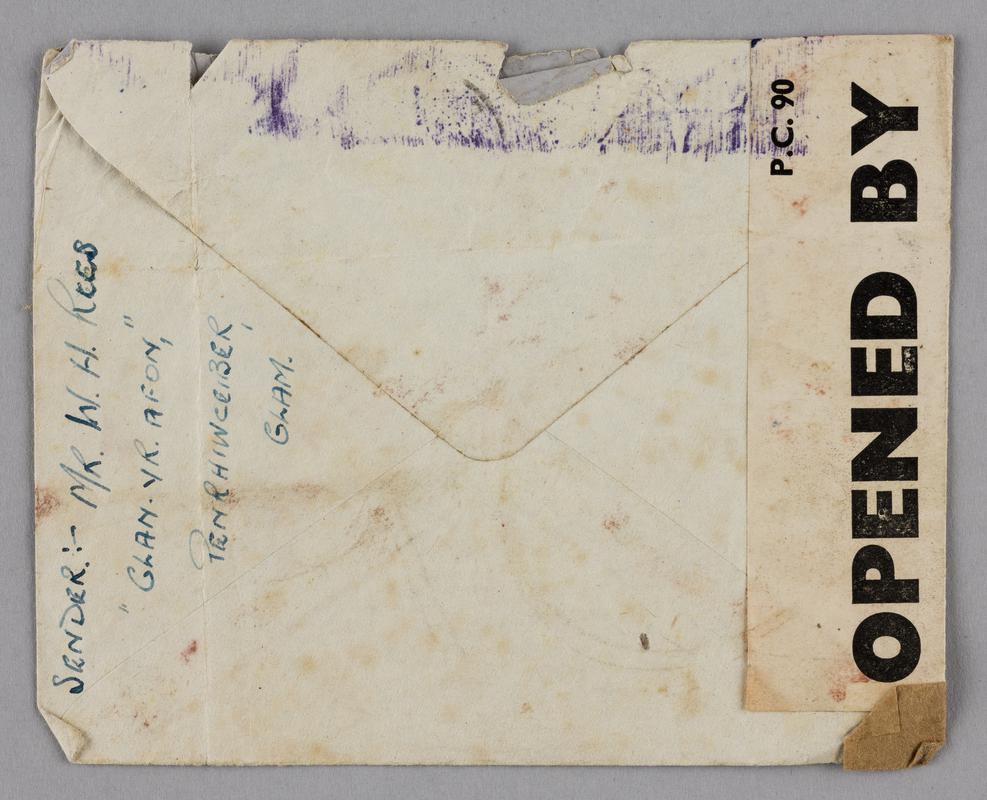 SENDER:- MR. W. H. REES
"GLAN-YR-AFON,"
PENRHIWCEIBER,
GLAM.
P.C. 90
OPENED BY